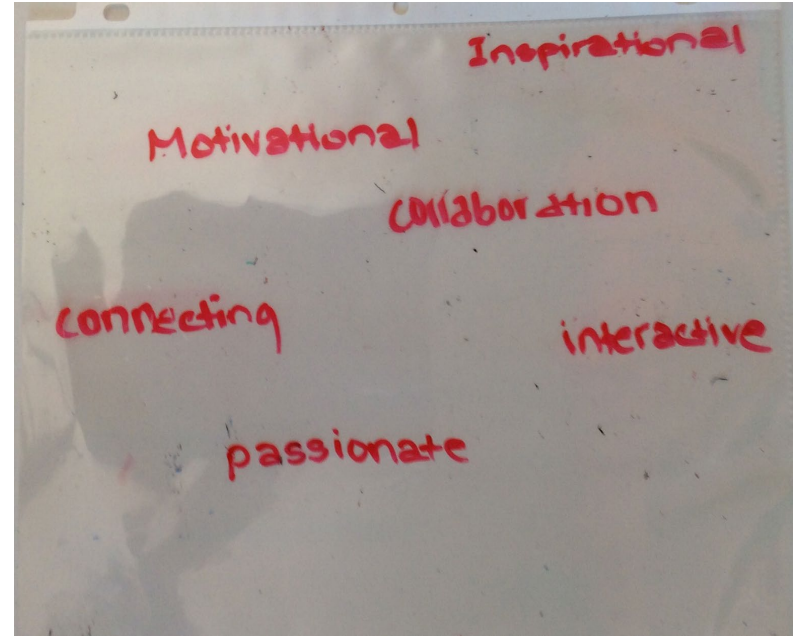 Inspirational
Motivational
collaboration
connecting
interactive
passionate